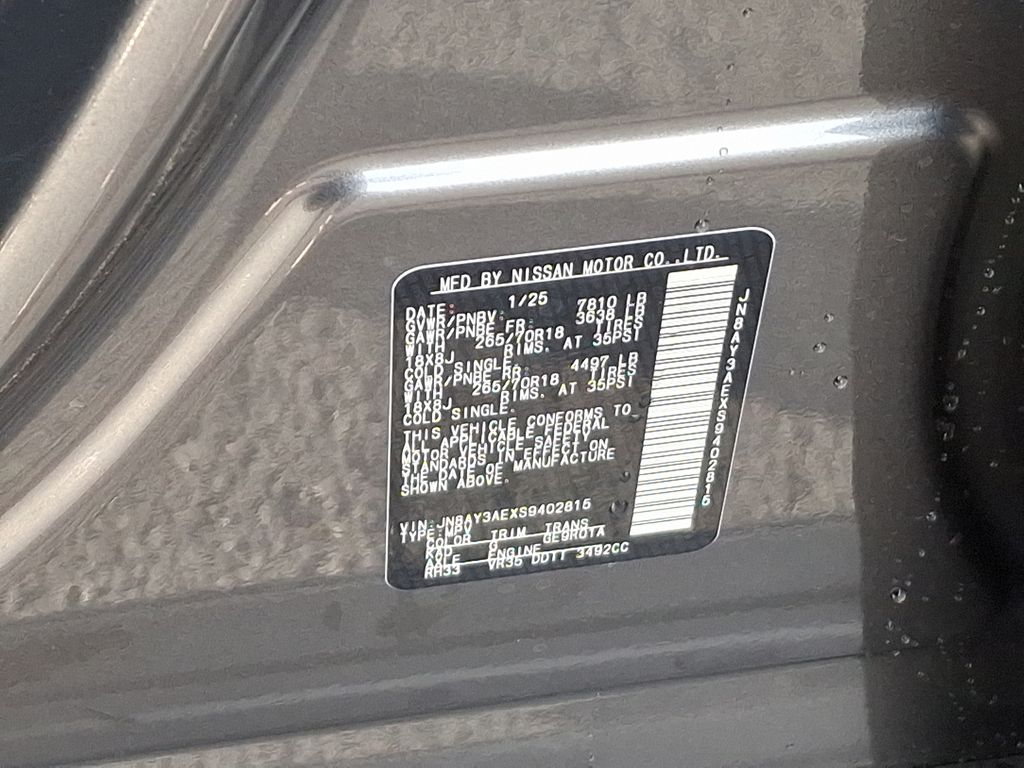 MFD BY NISSAN MOTOR CO.,LTD.
DATE: 1/25
GVWR/PNBV: 7810 LB
GAWR/PNBE FR: 3638 LB
WITH 265/70R18 TIRES
18X8J RIMS. AT 35PSI
COLD SINGLE.
GAWR/PNBE RR: 4497 LB
WITH 265/70R18 TIRES
18X8J RIMS. AT 35PSI
COLD SINGLE.
THIS VEHICLE CONFORMS TO
ALL APPLICABLE FEDERAL
MOTOR VEHICLE SAFETY
STANDARDS IN EFFECT ON
THE DATE OF MANUFACTURE
SHOWN ABOVE.
VIN:JN8AY3AEXS9402815
TYPE:MPV
COLOR TRIM TRANS
KAD G GE9R01A
AXLE ENGINE
RH33 VR35 DDTT 3492CC
JN8AY3AEXS9402815